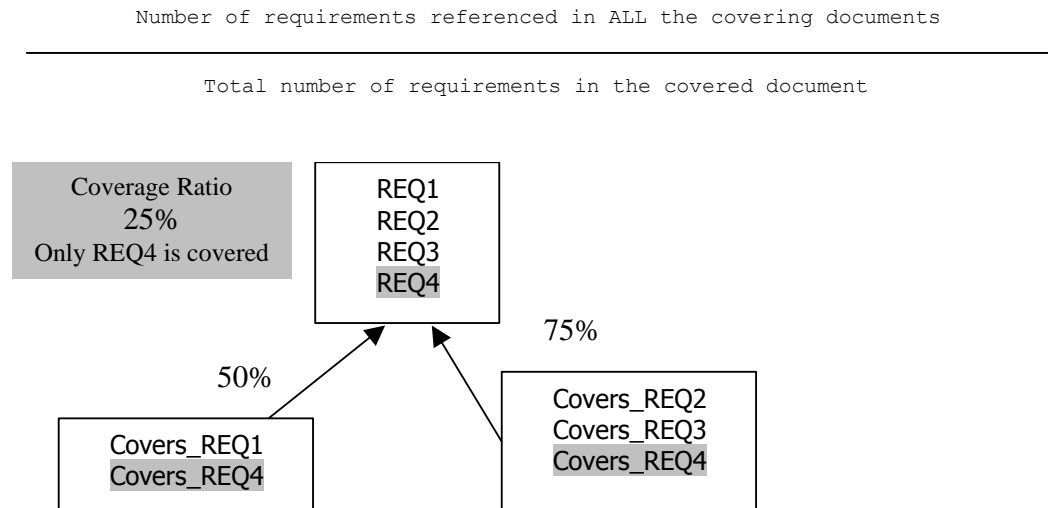 Number of requirements referenced in ALL the covering documents
Total number of requirements in the covered document
Coverage Ratio
25%
Only REQ4 is covered
REQ1
REQ2
REQ3
REQ4
75%
50%
Covers_REQ2
Covers_REQ3
Covers_REQ4
Covers_REQ1
Covers_REQ4